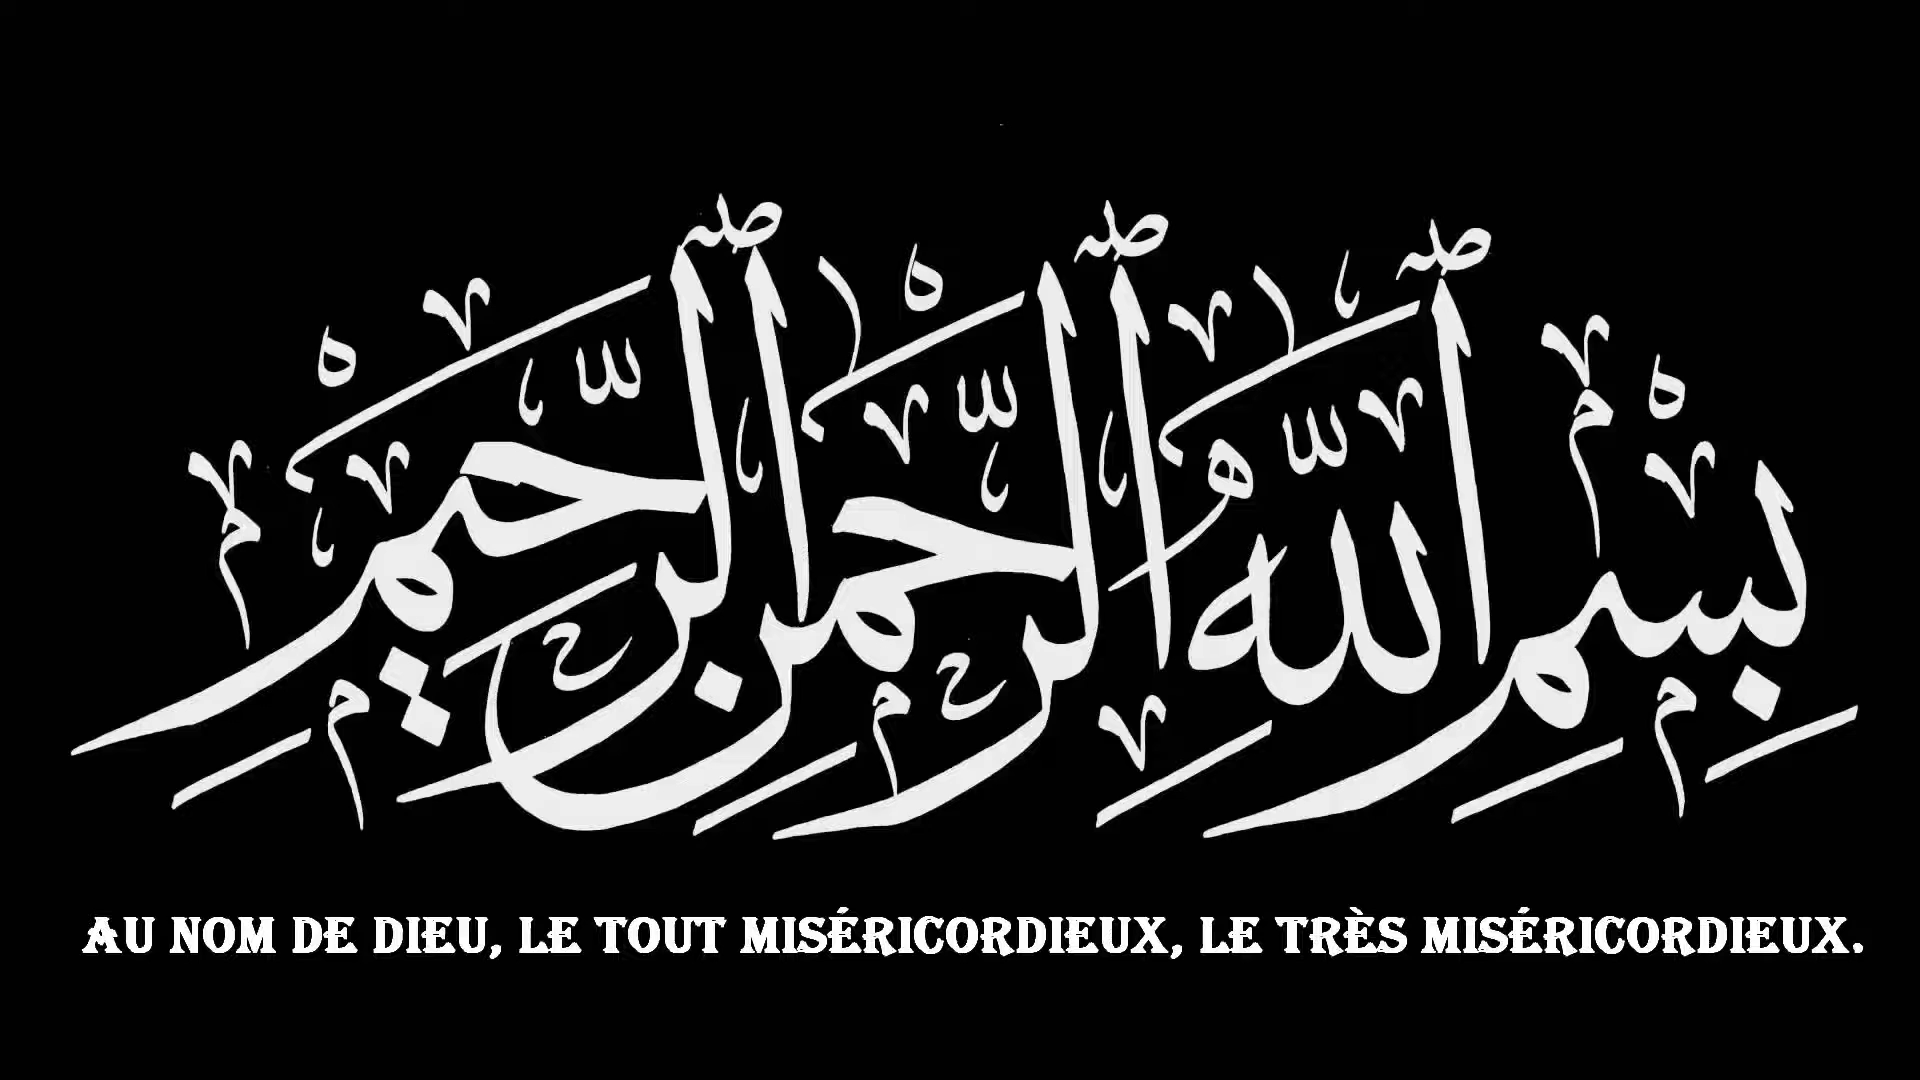 بِسْمِ ٱللَّهِ ٱلرَّحْمَٰنِ ٱلرَّحِيمِ
AU NOM DE DIEU, LE TOUT MISÉRICORDIEUX, LE TRÈS MISÉRICORDIEUX.